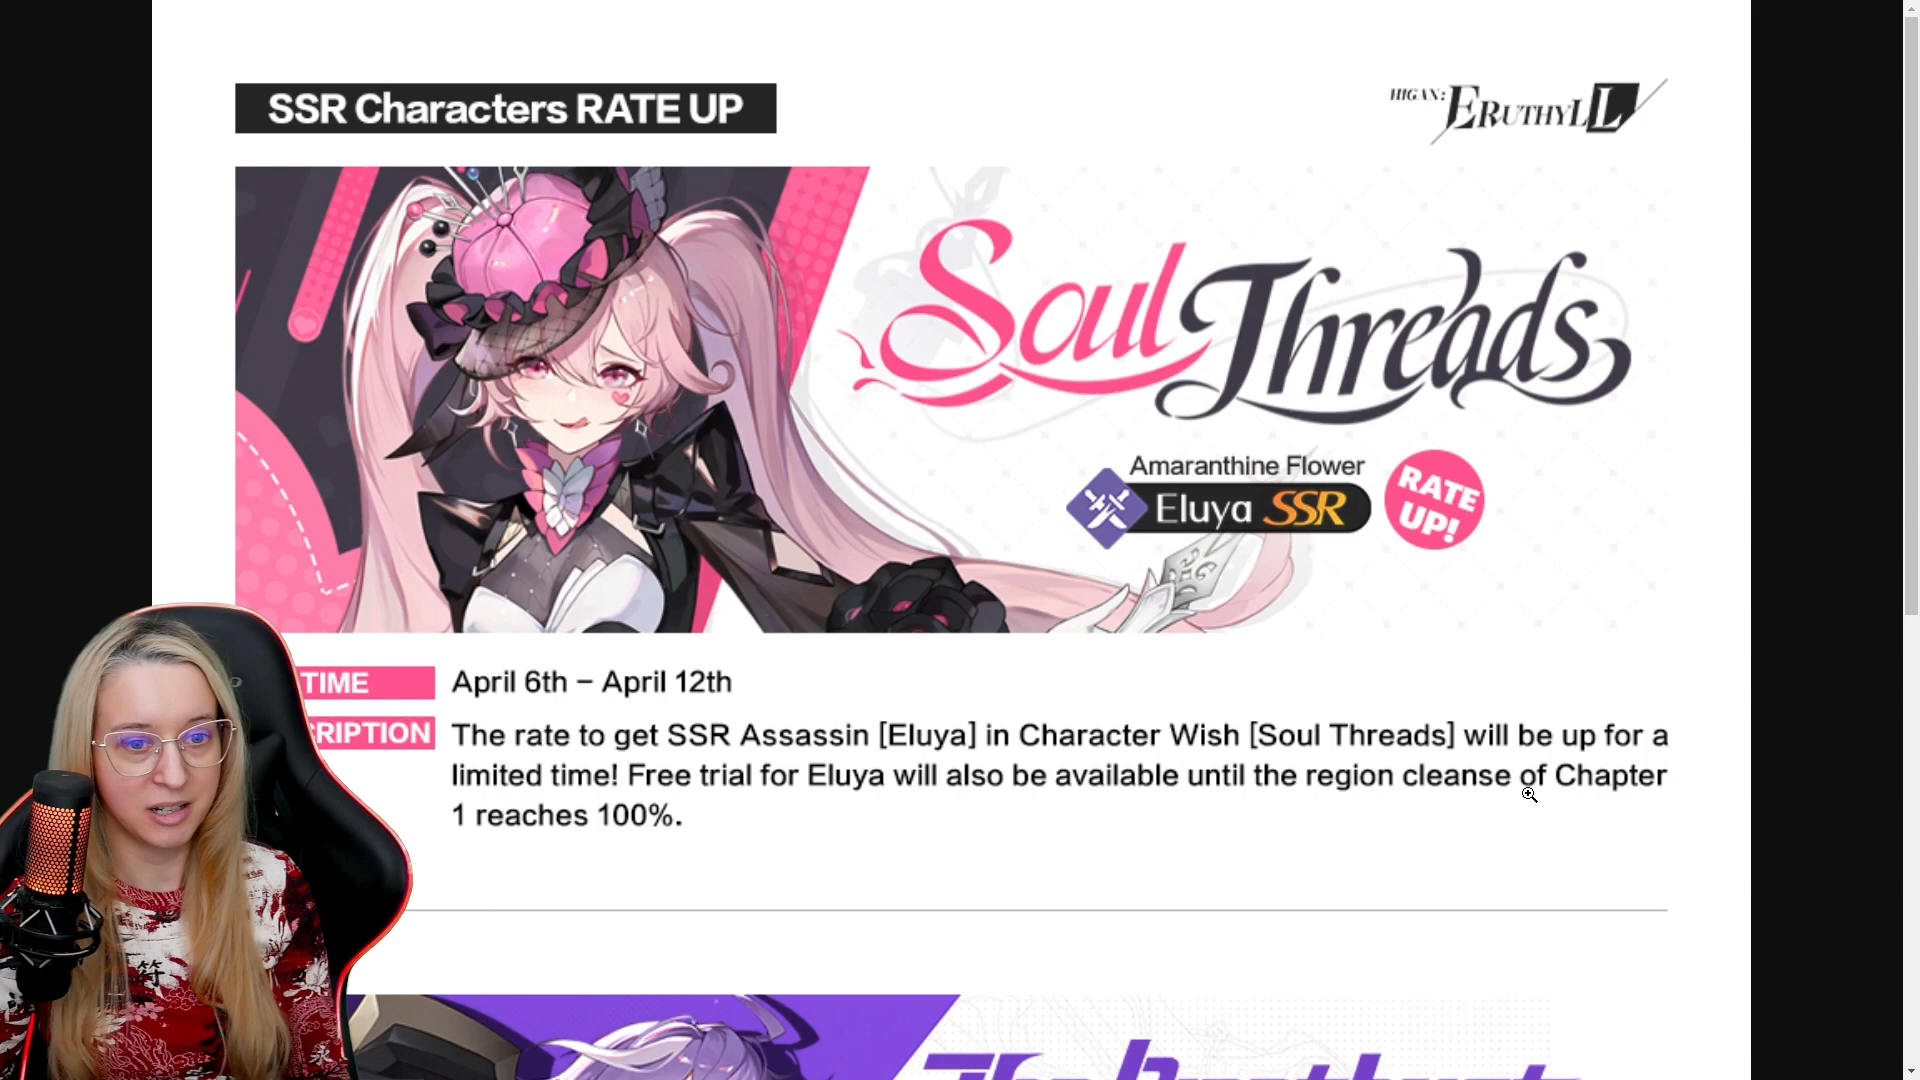 SSR Characters RATE UP
HIGAN: ERUTHYLL
Soul Threads
Amaranthine Flower
Eluya SSR
RATE UP!
TIME
April 6th – April 12th
RIPTION
The rate to get SSR Assassin [Eluya] in Character Wish [Soul Threads] will be up for a
limited time! Free trial for Eluya will also be available until the region cleanse of Chapter
1 reaches 100%.
符
永